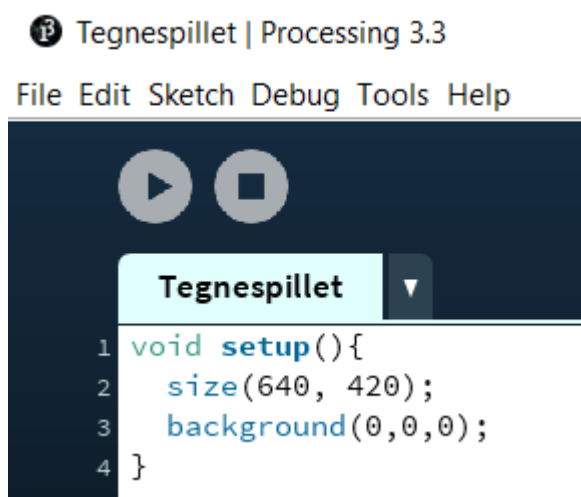 Tegnespillet | Processing 3.3
File Edit Sketch Debug Tools Help
Tegnespillet ▼
1 void setup(){
2   size(640, 420);
3   background(0,0,0);
4 }